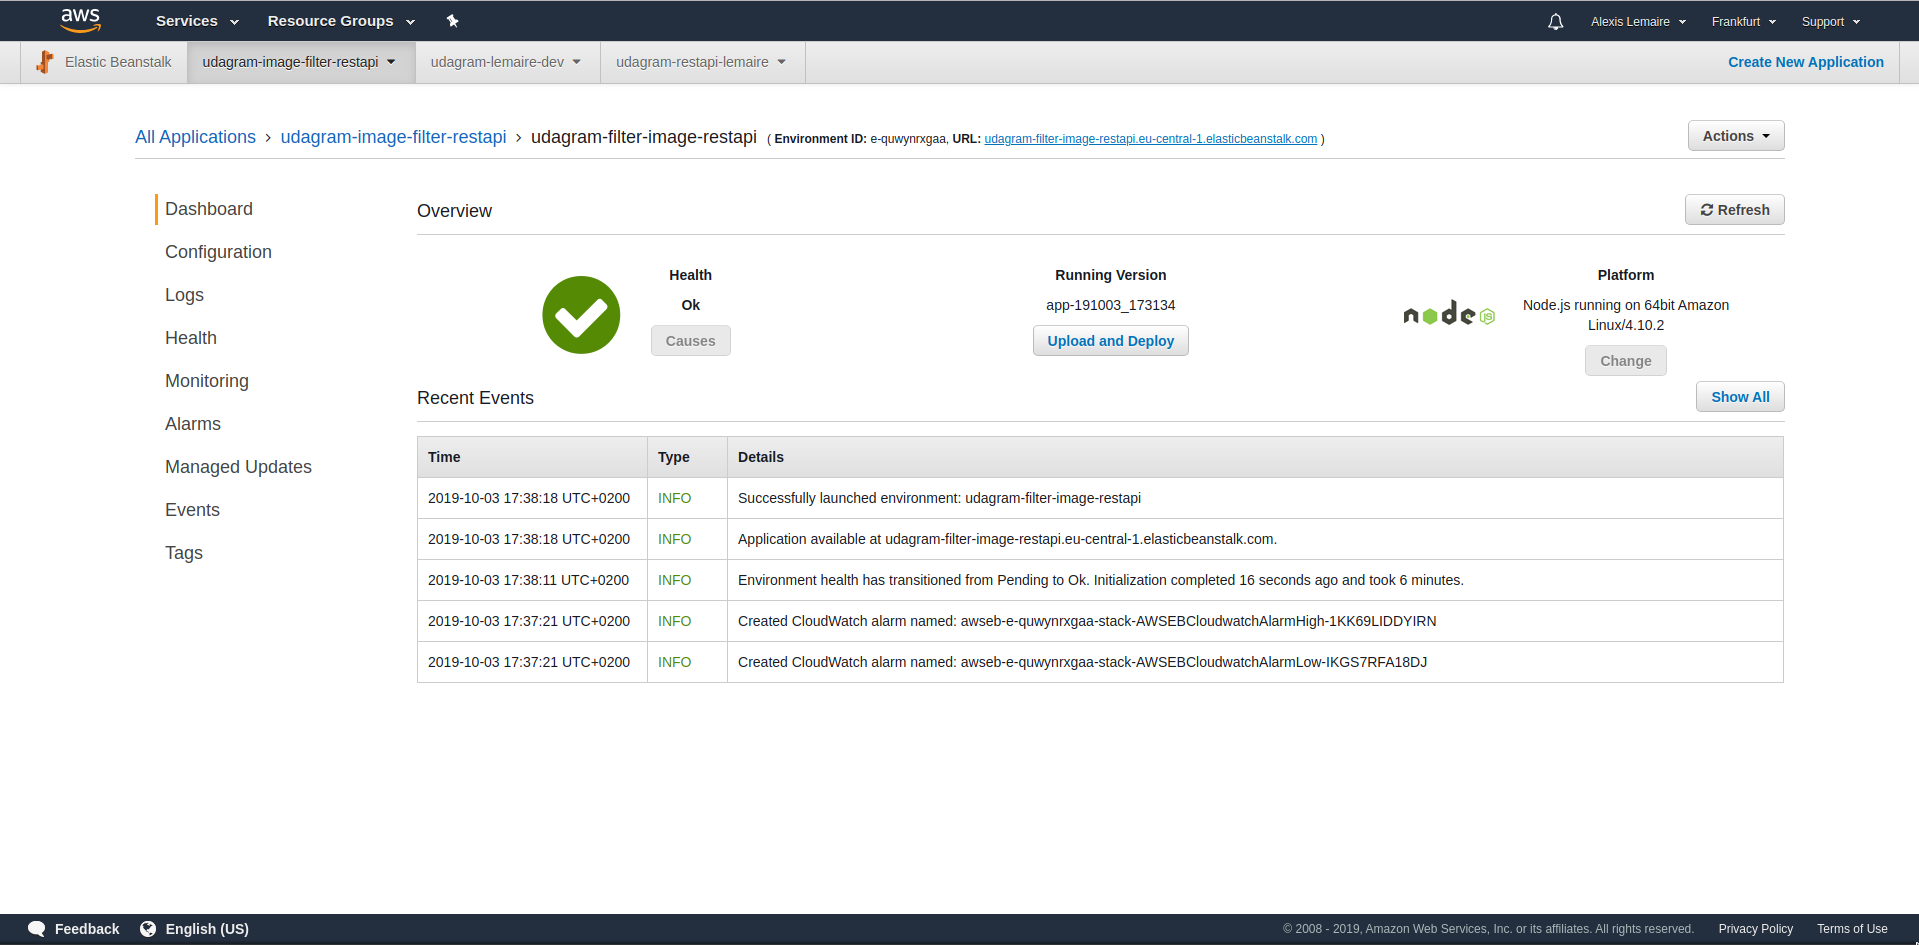 aws Services Resource Groups Alexis Lemaire Frankfurt Support
Elastic Beanstalk udagram-image-filter-restapi udagram-lemaire-dev udagram-restapi-lemaire Create New Application
All Applications › udagram-image-filter-restapi › udagram-filter-image-restapi ( Environment ID: e-quwynrxgaa, URL: udagram-filter-image-restapi.eu-central-1.elasticbeanstalk.com ) Actions
Dashboard
Configuration
Logs
Health
Monitoring
Alarms
Managed Updates
Events
Tags
Overview Refresh
Health
Ok
Causes
Running Version
app-191003_173134
Upload and Deploy
node JS
Platform
Node.js running on 64bit Amazon
Linux/4.10.2
Change
Recent Events Show All
Time Type Details
2019-10-03 17:38:18 UTC+0200 INFO Successfully launched environment: udagram-filter-image-restapi
2019-10-03 17:38:18 UTC+0200 INFO Application available at udagram-filter-image-restapi.eu-central-1.elasticbeanstalk.com.
2019-10-03 17:38:11 UTC+0200 INFO Environment health has transitioned from Pending to Ok. Initialization completed 16 seconds ago and took 6 minutes.
2019-10-03 17:37:21 UTC+0200 INFO Created CloudWatch alarm named: awseb-e-quwynrxgaa-stack-AWSEBCloudwatchAlarmHigh-1KK69LIDDYIRN
2019-10-03 17:37:21 UTC+0200 INFO Created CloudWatch alarm named: awseb-e-quwynrxgaa-stack-AWSEBCloudwatchAlarmLow-IKGS7RFA18DJ
Feedback English (US) © 2008 - 2019, Amazon Web Services, Inc. or its affiliates. All rights reserved. Privacy Policy Terms of Use